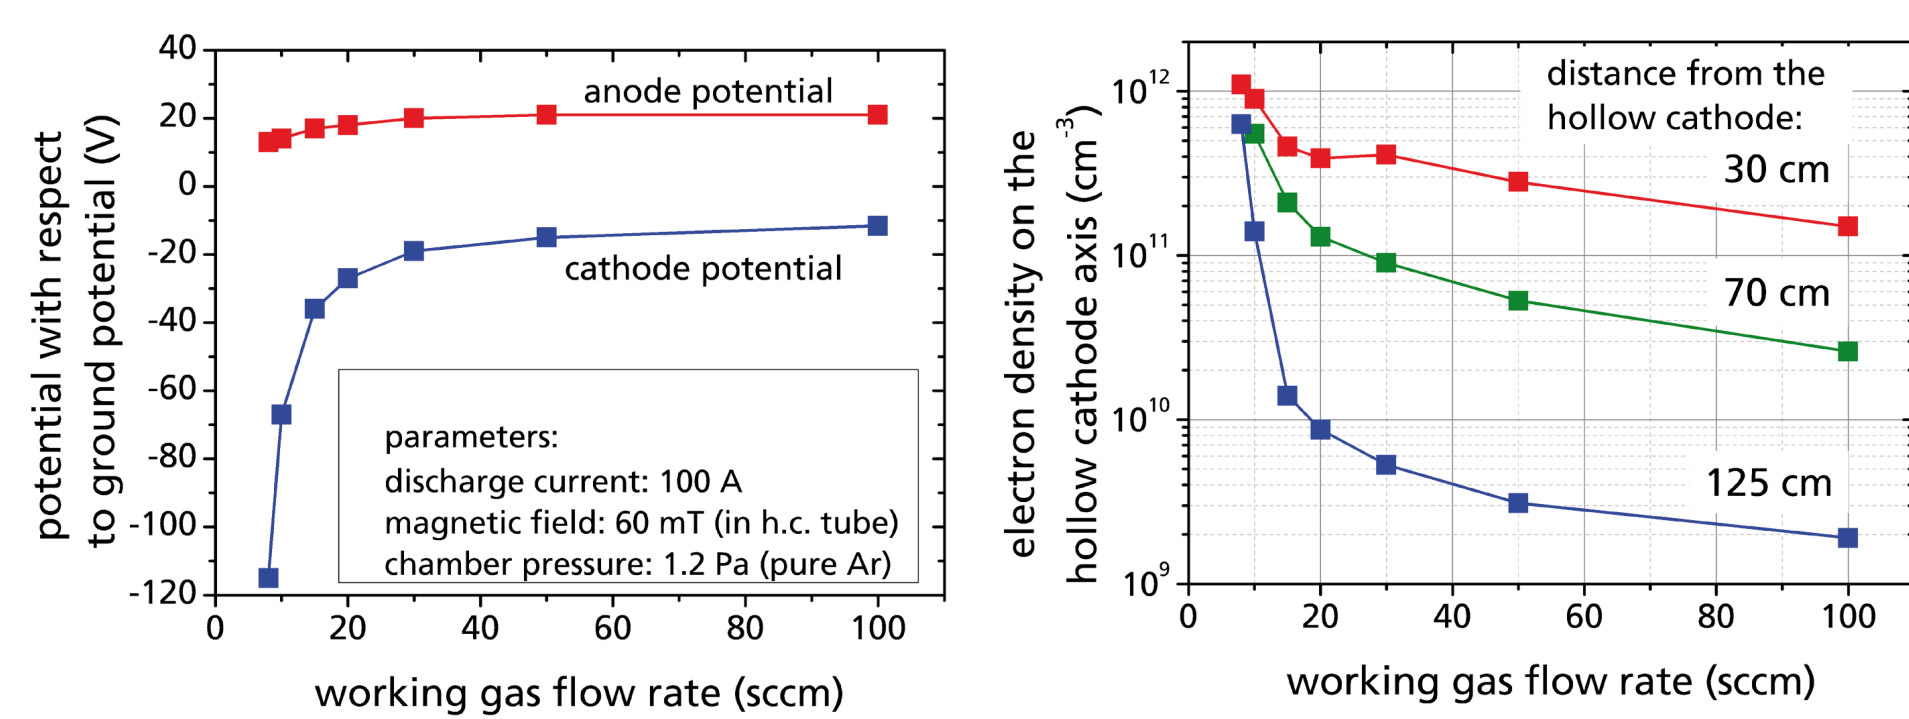 potential with respect
to ground potential (V)
40
20
0
-20
-40
-60
-80
-100
-120
anode potential
cathode potential
parameters:
discharge current: 100 A
magnetic field: 60 mT (in h.c. tube)
chamber pressure: 1.2 Pa (pure Ar)
0 20 40 60 80 100
working gas flow rate (sccm)
electron density on the
hollow cathode axis (cm⁻³)
10¹²
10¹¹
10¹⁰
10⁹
distance from the
hollow cathode:
30 cm
70 cm
125 cm
0 20 40 60 80 100
working gas flow rate (sccm)